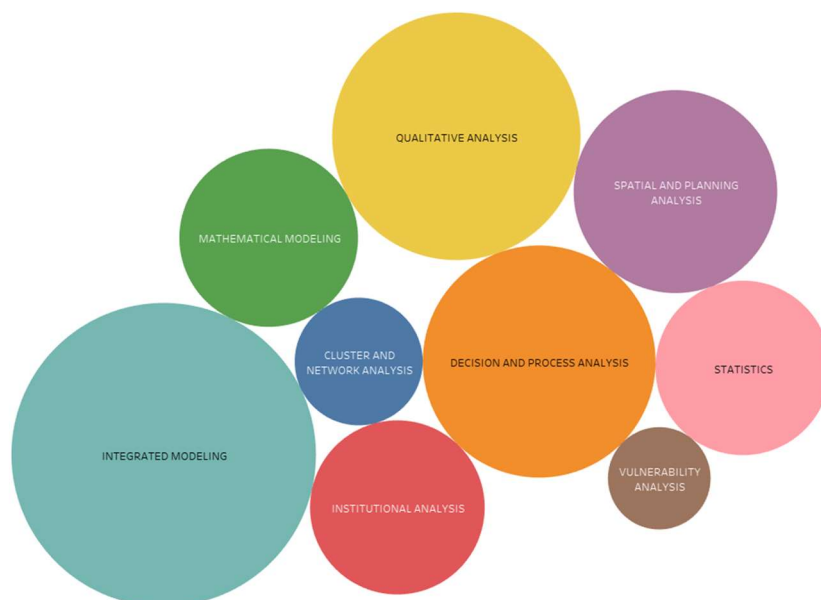 QUALITATIVE ANALYSIS
SPATIAL AND PLANNING
ANALYSIS
MATHEMATICAL MODELING
CLUSTER AND
NETWORK ANALYSIS
DECISION AND PROCESS ANALYSIS
STATISTICS
INTEGRATED MODELING
INSTITUTIONAL ANALYSIS
VULNERABILITY
ANALYSIS